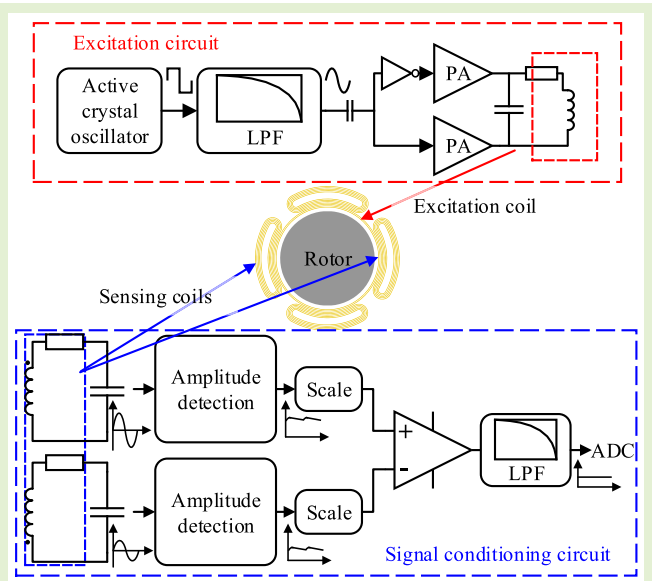 Excitation circuit
Active
crystal
oscillator
LPF
PA
PA
Excitation coil
Rotor
Sensing coils
Amplitude
detection
Scale
+
-
LPF
ADC
Amplitude
detection
Scale
Signal conditioning circuit